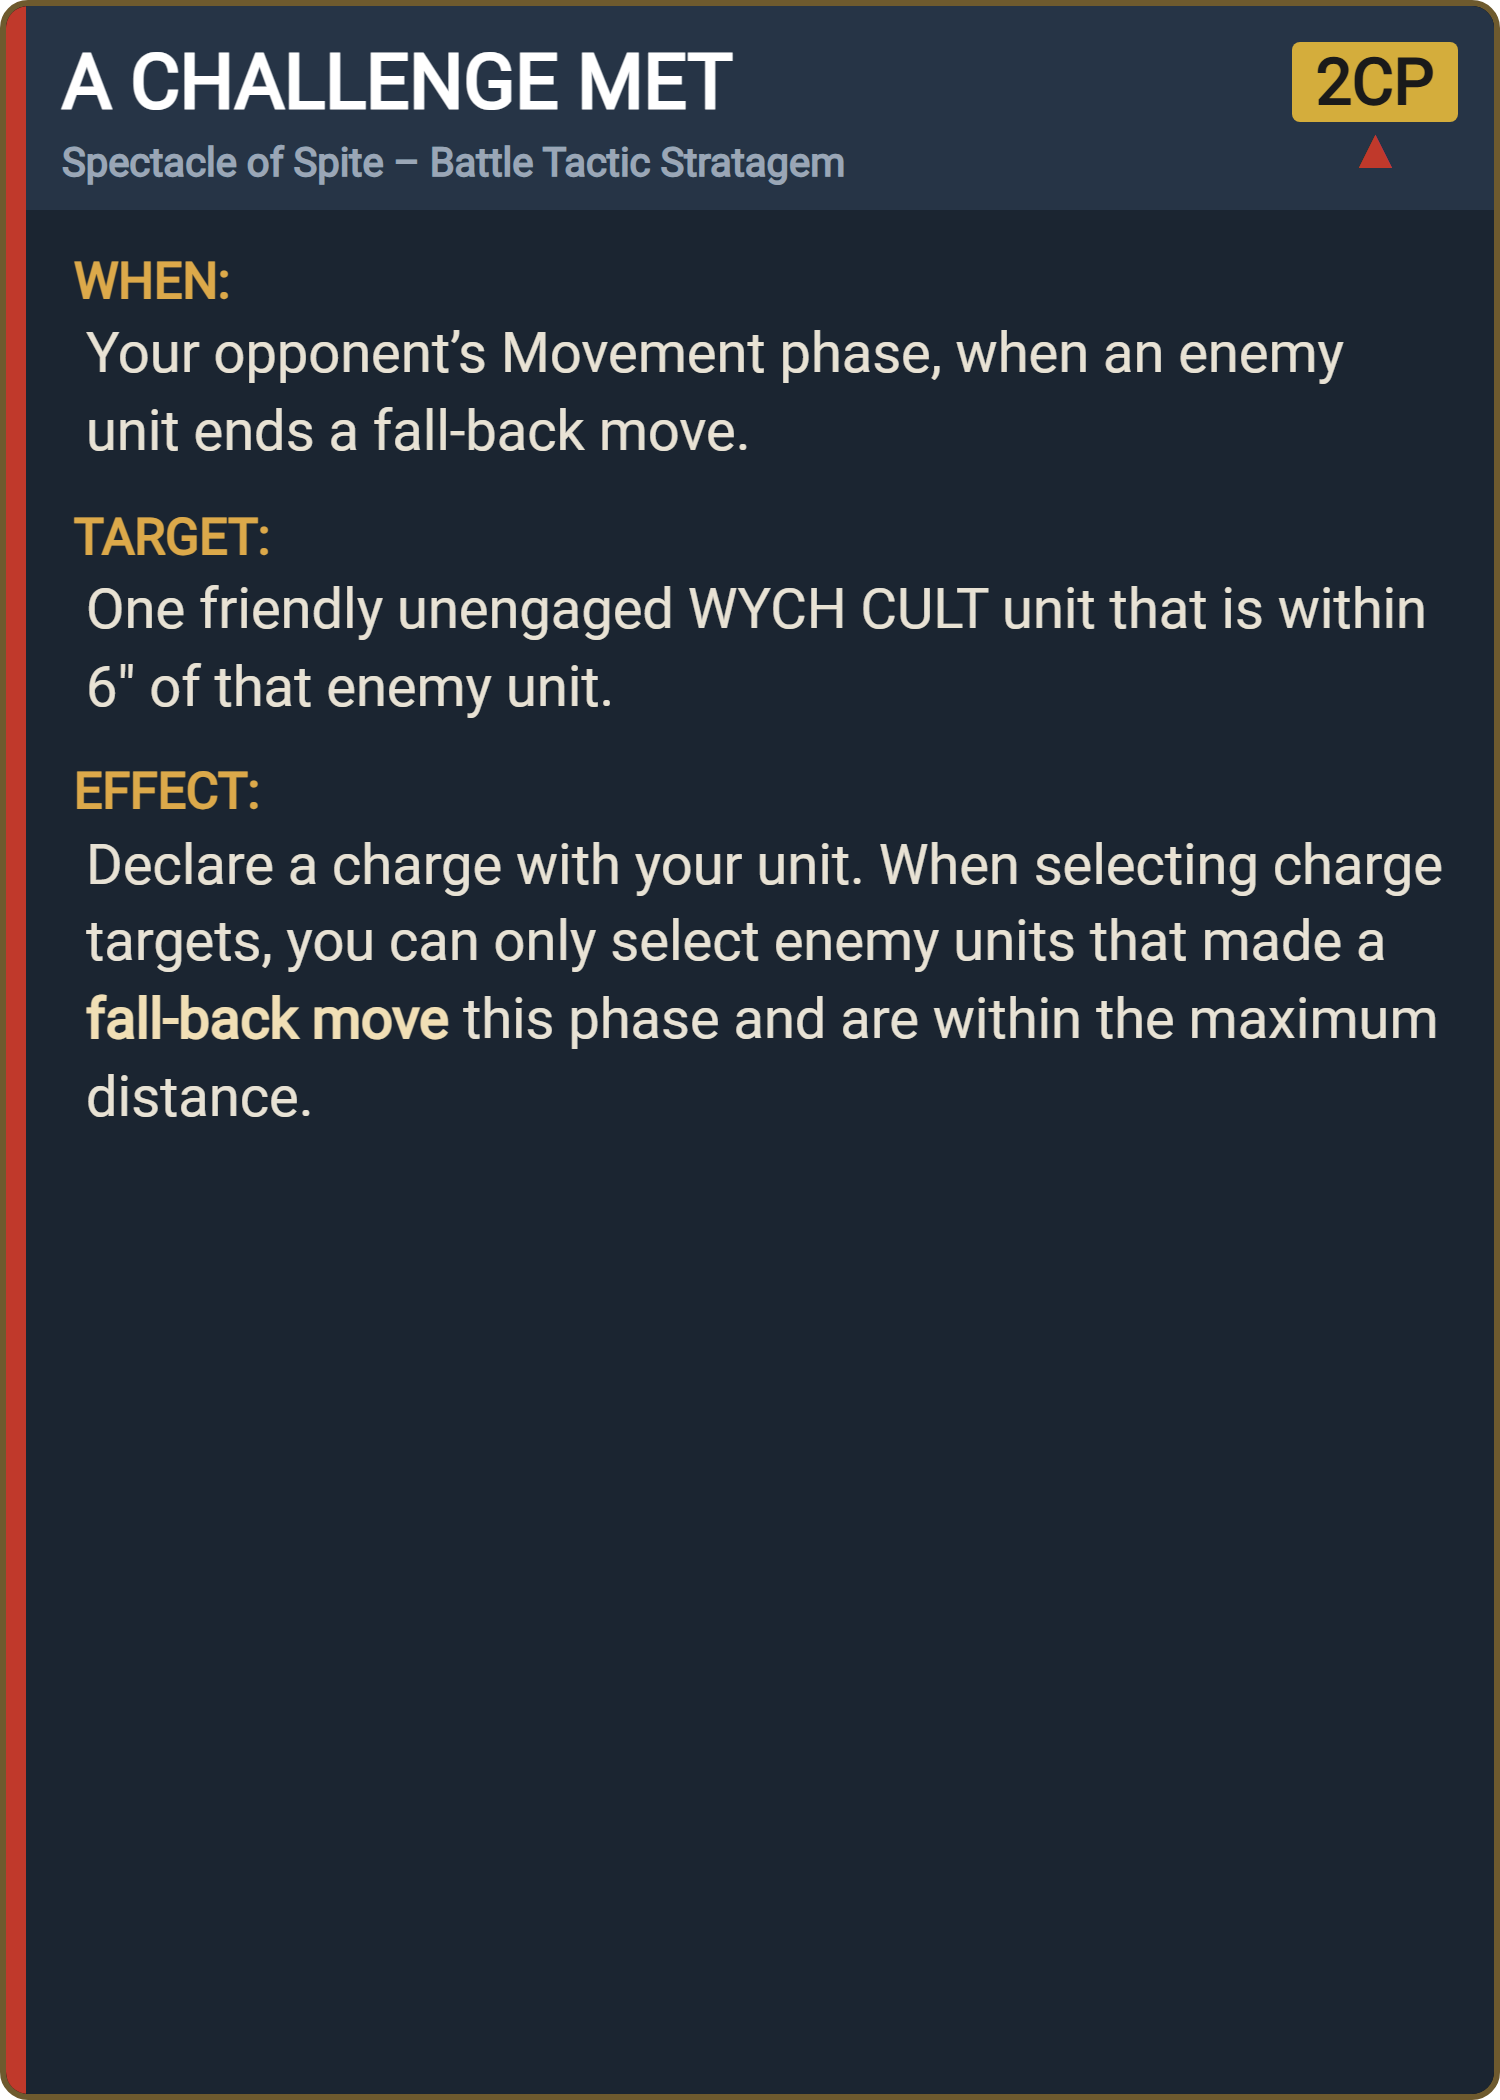 A CHALLENGE MET
2CP
Spectacle of Spite – Battle Tactic Stratagem
WHEN:
Your opponent’s Movement phase, when an enemy
unit ends a fall-back move.
TARGET:
One friendly unengaged WYCH CULT unit that is within
6" of that enemy unit.
EFFECT:
Declare a charge with your unit. When selecting charge
targets, you can only select enemy units that made a
fall-back move this phase and are within the maximum
distance.